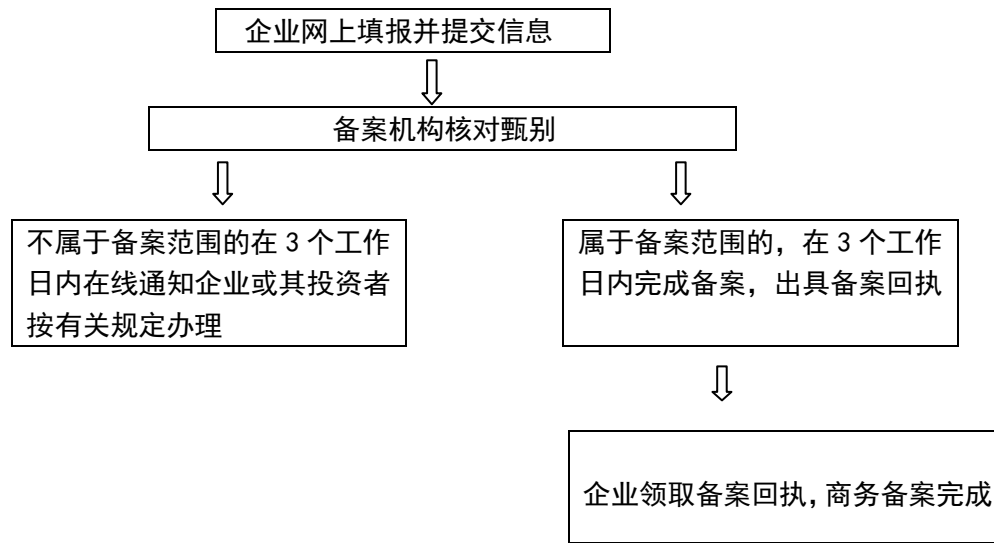 企业网上填报并提交信息
备案机构核对甄别
不属于备案范围的在 3 个工作
日内在线通知企业或其投资者
按有关规定办理
属于备案范围的，在 3 个工作
日内完成备案，出具备案回执
企业领取备案回执，商务备案完成